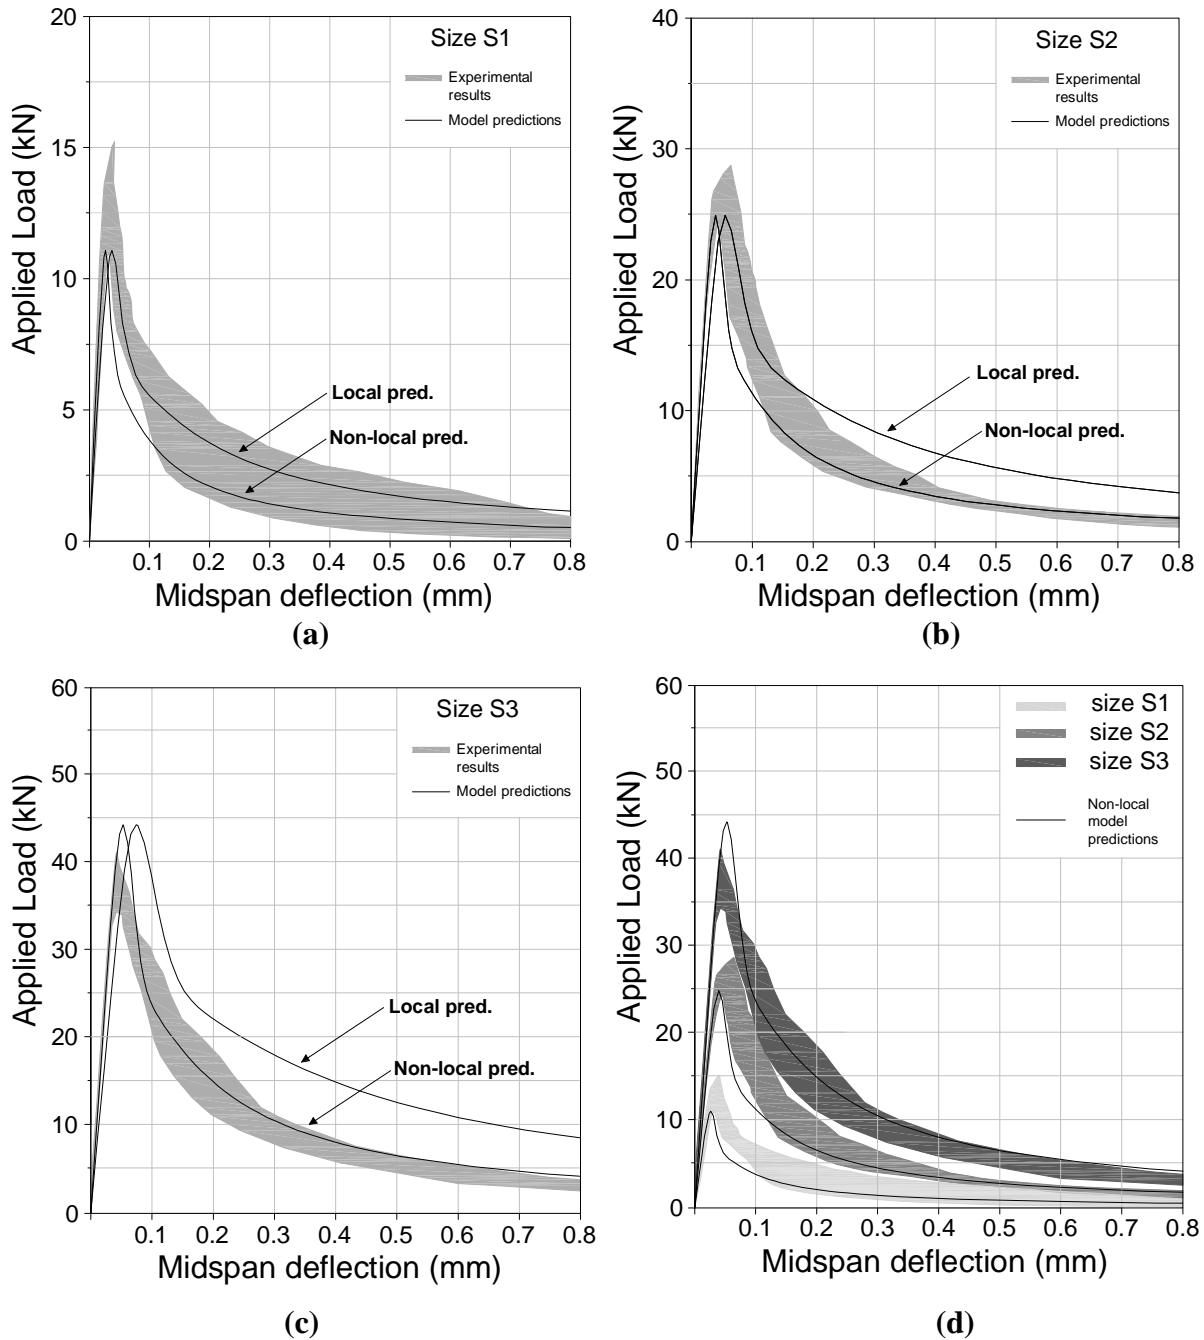 20
15
10
5
0
Applied Load (kN)
Size S1
Experimental
results
Model predictions
Local pred.
Non-local pred.
0.1 0.2 0.3 0.4 0.5 0.6 0.7 0.8
Midspan deflection (mm)
(a)
40
30
20
10
0
Applied Load (kN)
Size S2
Experimental
results
Model predictions
Local pred.
Non-local pred.
0.1 0.2 0.3 0.4 0.5 0.6 0.7 0.8
Midspan deflection (mm)
(b)
60
50
40
30
20
10
0
Applied Load (kN)
Size S3
Experimental
results
Model predictions
Local pred.
Non-local pred.
0.1 0.2 0.3 0.4 0.5 0.6 0.7 0.8
Midspan deflection (mm)
(c)
60
50
40
30
20
10
0
Applied Load (kN)
size S1
size S2
size S3
Non-local
model
predictions
0.1 0.2 0.3 0.4 0.5 0.6 0.7 0.8
Midspan deflection (mm)
(d)